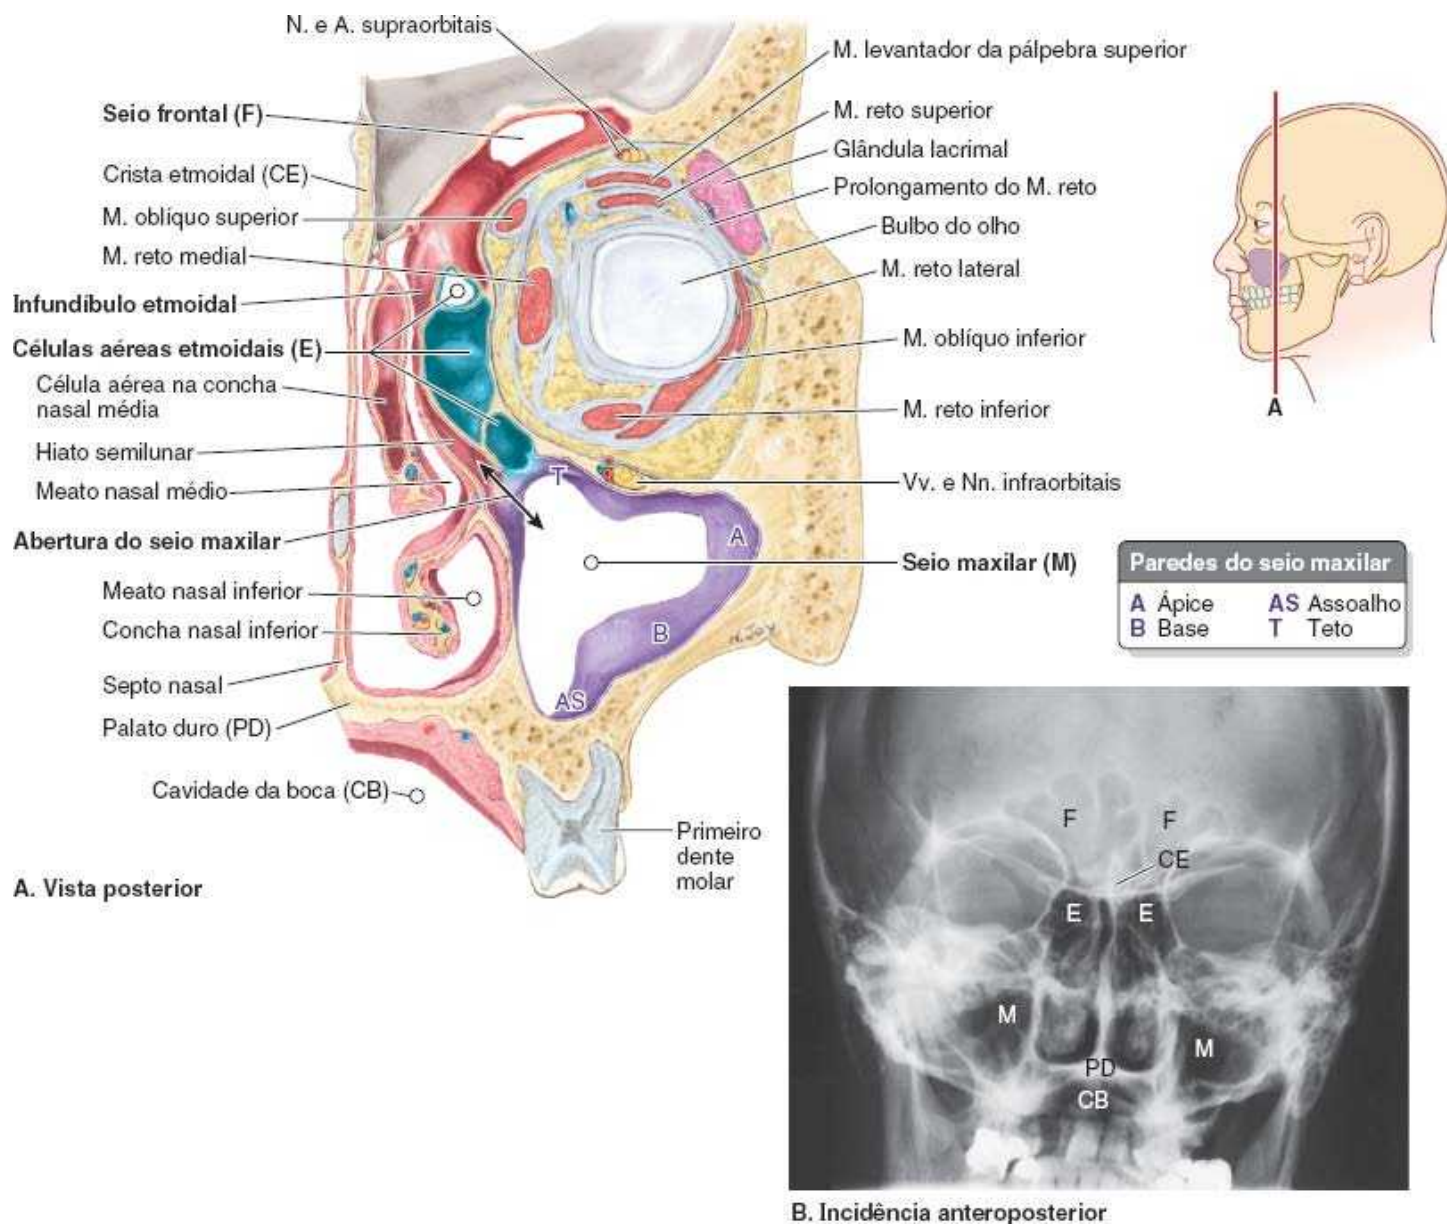 N. e A. supraorbitais
Seio frontal (F)
Crista etmoidal (CE)
M. oblíquo superior
M. reto medial
Infundíbulo etmoidal
Células aéreas etmoidais (E)
Célula aérea na concha
nasal média
Hiato semilunar
Meato nasal médio
Abertura do seio maxilar
Meato nasal inferior
Concha nasal inferior
Septo nasal
Palato duro (PD)
Cavidade da boca (CB)
A. Vista posterior
M. levantador da pálpebra superior
M. reto superior
Glândula lacrimal
Prolongamento do M. reto
Bulbo do olho
M. reto lateral
M. oblíquo inferior
M. reto inferior
Vv. e Nn. infraorbitais
Seio maxilar (M)
Primeiro
dente
molar
T
A
B
AS
N. Joy
A
Paredes do seio maxilar
A Ápice AS Assoalho
B Base T Teto
F F
CE
E E
M M
PD
CB
B. Incidência anteroposterior